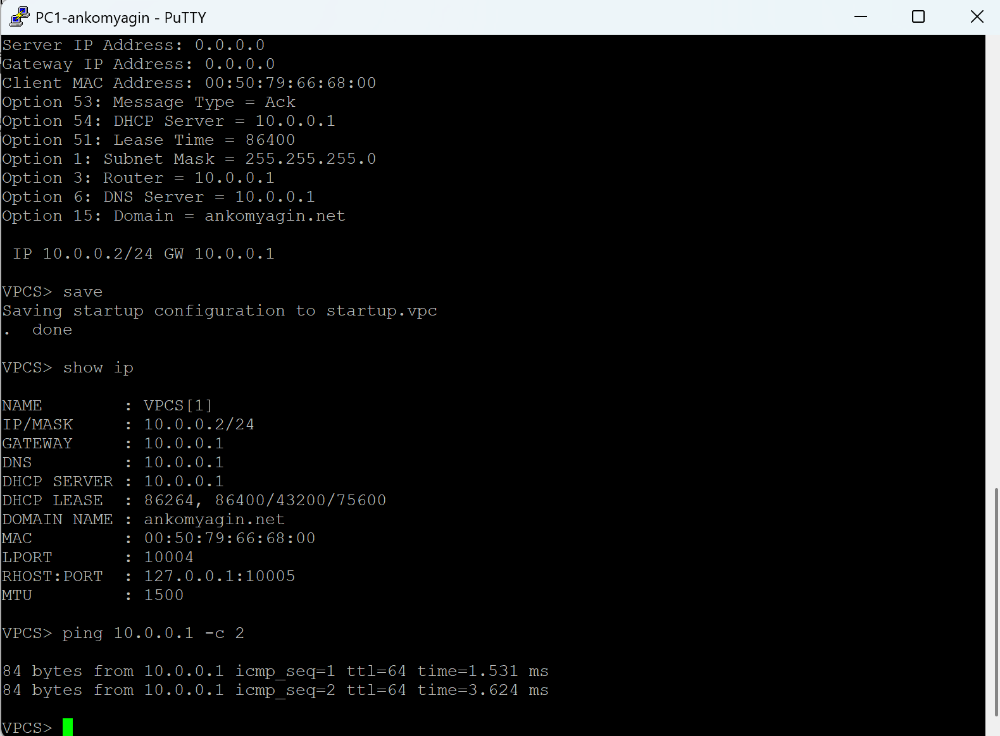 PC1-ankomyagin - PuTTY
Server IP Address: 0.0.0.0
Gateway IP Address: 0.0.0.0
Client MAC Address: 00:50:79:66:68:00
Option 53: Message Type = Ack
Option 54: DHCP Server = 10.0.0.1
Option 51: Lease Time = 86400
Option 1: Subnet Mask = 255.255.255.0
Option 3: Router = 10.0.0.1
Option 6: DNS Server = 10.0.0.1
Option 15: Domain = ankomyagin.net
IP 10.0.0.2/24 GW 10.0.0.1
VPCS> save
Saving startup configuration to startup.vpc
.  done
VPCS> show ip
NAME        : VPCS[1]
IP/MASK     : 10.0.0.2/24
GATEWAY     : 10.0.0.1
DNS         : 10.0.0.1
DHCP SERVER : 10.0.0.1
DHCP LEASE  : 86264, 86400/43200/75600
DOMAIN NAME : ankomyagin.net
MAC         : 00:50:79:66:68:00
LPORT       : 10004
RHOST:PORT  : 127.0.0.1:10005
MTU         : 1500
VPCS> ping 10.0.0.1 -c 2
84 bytes from 10.0.0.1 icmp_seq=1 ttl=64 time=1.531 ms
84 bytes from 10.0.0.1 icmp_seq=2 ttl=64 time=3.624 ms
VPCS>